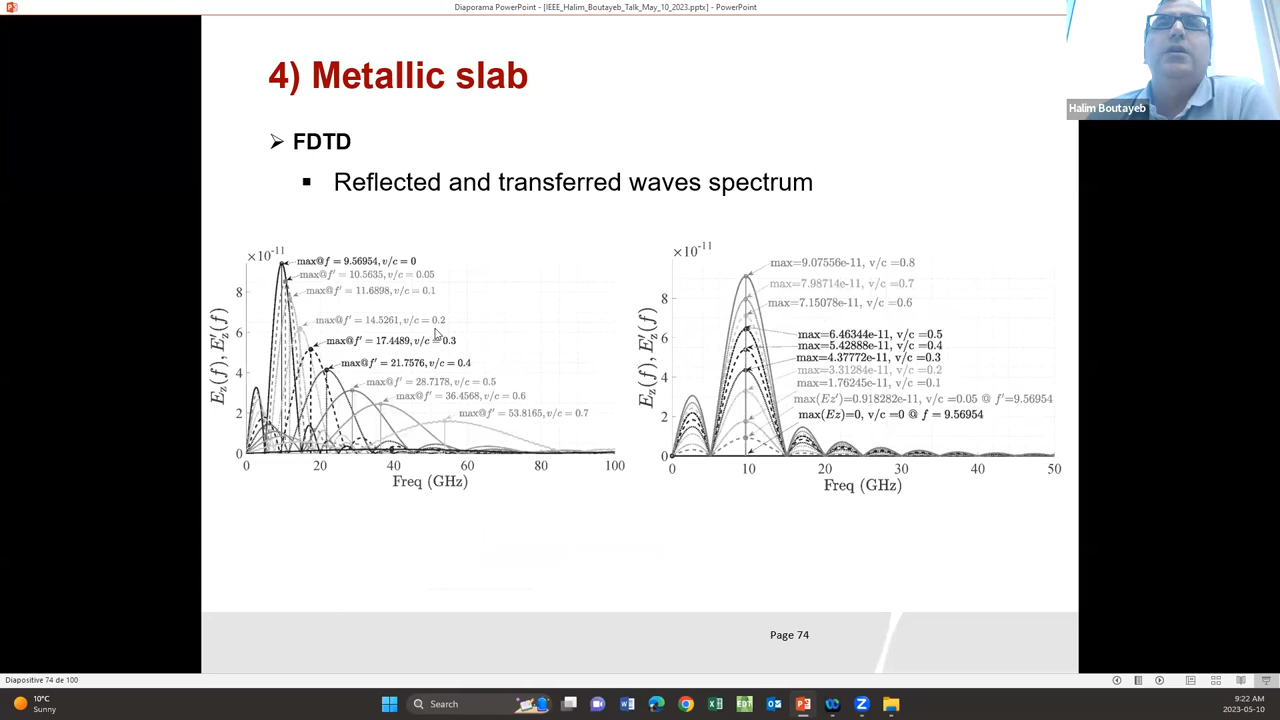 Diaporama PowerPoint - [IEEE_Halim_Boutayeb_Talk_May_10_2023.pptx] - PowerPoint
Halim Boutayeb
4) Metallic slab
FDTD
Reflected and transferred waves spectrum
×10-11
max@f = 9.56954, v/c = 0
max@f′ = 10.5635, v/c = 0.05
max@f′ = 11.6898, v/c = 0.1
max@f′ = 14.5261, v/c = 0.2
max@f′ = 17.4489, v/c = 0.3
max@f′ = 21.7576, v/c = 0.4
max@f′ = 28.7178, v/c = 0.5
max@f′ = 36.4568, v/c = 0.6
max@f′ = 53.8165, v/c = 0.7
Ez(f), E′z(f)
8
6
4
2
0
0 20 40 60 80 100
Freq (GHz)
×10-11
max=9.07556e-11, v/c =0.8
max=7.98714e-11, v/c =0.7
max=7.15078e-11, v/c =0.6
max=6.46344e-11, v/c =0.5
max=5.42888e-11, v/c =0.4
max=4.37772e-11, v/c =0.3
max=3.31284e-11, v/c =0.2
max=1.76245e-11, v/c =0.1
max(Ez′)=0.918282e-11, v/c =0.05 @ f′=9.56954
max(Ez)=0, v/c =0 @ f = 9.56954
Ez(f), E′z(f)
8
6
4
2
0
0 10 20 30 40 50
Freq (GHz)
Page 74
Diapositive 74 de 100
10°C
Sunny
Search
EDT
9:22 AM
2023-05-10